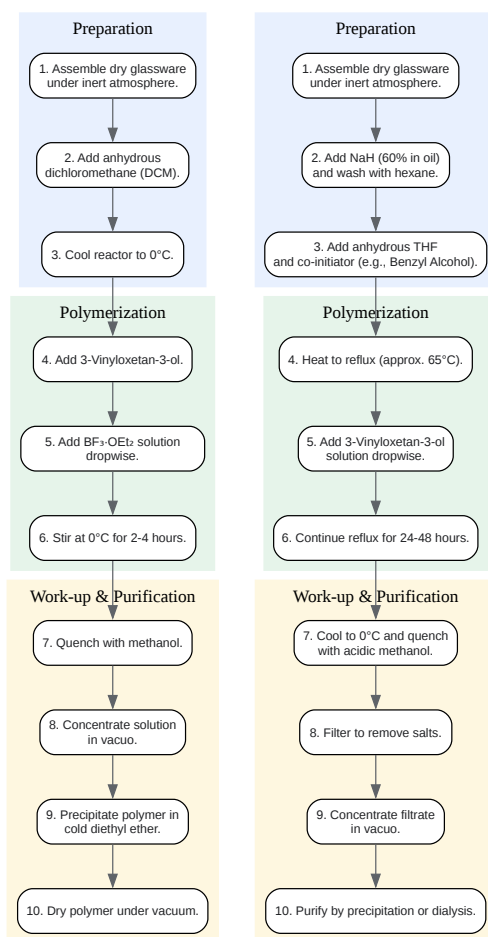 Preparation
1. Assemble dry glassware
under inert atmosphere.
2. Add anhydrous
dichloromethane (DCM).
3. Cool reactor to 0°C.
Polymerization
4. Add 3-Vinyloxetan-3-ol.
5. Add BF₃·OEt₂ solution
dropwise.
6. Stir at 0°C for 2-4 hours.
Work-up & Purification
7. Quench with methanol.
8. Concentrate solution
in vacuo.
9. Precipitate polymer in
cold diethyl ether.
10. Dry polymer under vacuum.
Preparation
1. Assemble dry glassware
under inert atmosphere.
2. Add NaH (60% in oil)
and wash with hexane.
3. Add anhydrous THF
and co-initiator (e.g., Benzyl Alcohol).
Polymerization
4. Heat to reflux (approx. 65°C).
5. Add 3-Vinyloxetan-3-ol
solution dropwise.
6. Continue reflux for 24-48 hours.
Work-up & Purification
7. Cool to 0°C and quench
with acidic methanol.
8. Filter to remove salts.
9. Concentrate filtrate
in vacuo.
10. Purify by precipitation or dialysis.